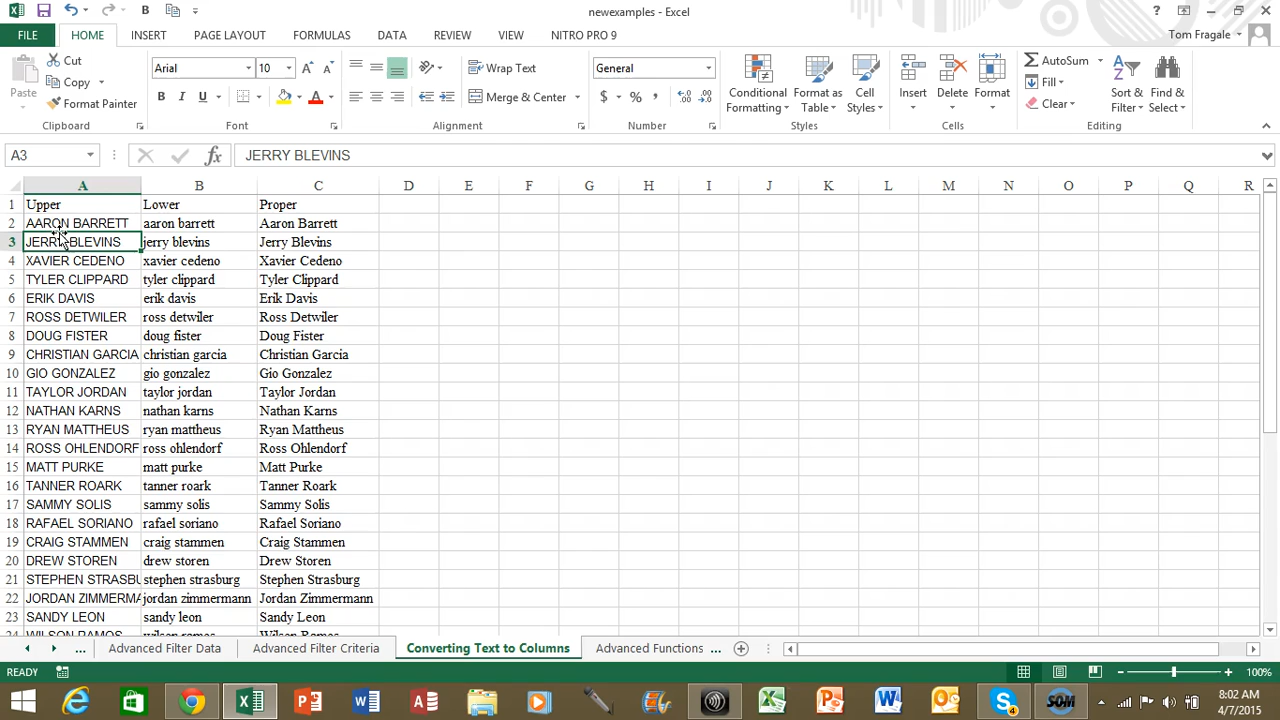 newexamples - Excel
FILE HOME INSERT PAGE LAYOUT FORMULAS DATA REVIEW VIEW NITRO PRO 9 Tom Fragale
Paste Cut Copy Format Painter
Arial 10
Wrap Text
Merge & Center
General
Conditional Formatting
Format as Table
Cell Styles
Insert Delete Format
AutoSum Fill Clear
Sort & Filter
Find & Select
Clipboard Font Alignment Number Styles Cells Editing
A3 fx JERRY BLEVINS
A B C D E F G H I J K L M N O P Q R
1 Upper Lower Proper
2 AARON BARRETT aaron barrett Aaron Barrett
3 JERRY BLEVINS jerry blevins Jerry Blevins
4 XAVIER CEDENO xavier cedeno Xavier Cedeno
5 TYLER CLIPPARD tyler clippard Tyler Clippard
6 ERIK DAVIS erik davis Erik Davis
7 ROSS DETWILER ross detwiler Ross Detwiler
8 DOUG FISTER doug fister Doug Fister
9 CHRISTIAN GARCIA christian garcia Christian Garcia
10 GIO GONZALEZ gio gonzalez Gio Gonzalez
11 TAYLOR JORDAN taylor jordan Taylor Jordan
12 NATHAN KARNS nathan karns Nathan Karns
13 RYAN MATTHEUS ryan mattheus Ryan Mattheus
14 ROSS OHLENDORF ross ohlendorf Ross Ohlendorf
15 MATT PURKE matt purke Matt Purke
16 TANNER ROARK tanner roark Tanner Roark
17 SAMMY SOLIS sammy solis Sammy Solis
18 RAFAEL SORIANO rafael soriano Rafael Soriano
19 CRAIG STAMMEN craig stammen Craig Stammen
20 DREW STOREN drew storen Drew Storen
21 STEPHEN STRASBU stephen strasburg Stephen Strasburg
22 JORDAN ZIMMERMA jordan zimmermann Jordan Zimmermann
23 SANDY LEON sandy leon Sandy Leon
24 WILSON RAMOS wilson ramos Wilson Ramos
... Advanced Filter Data Advanced Filter Criteria Converting Text to Columns Advanced Functions ...
READY 100%
8:02 AM
4/7/2015